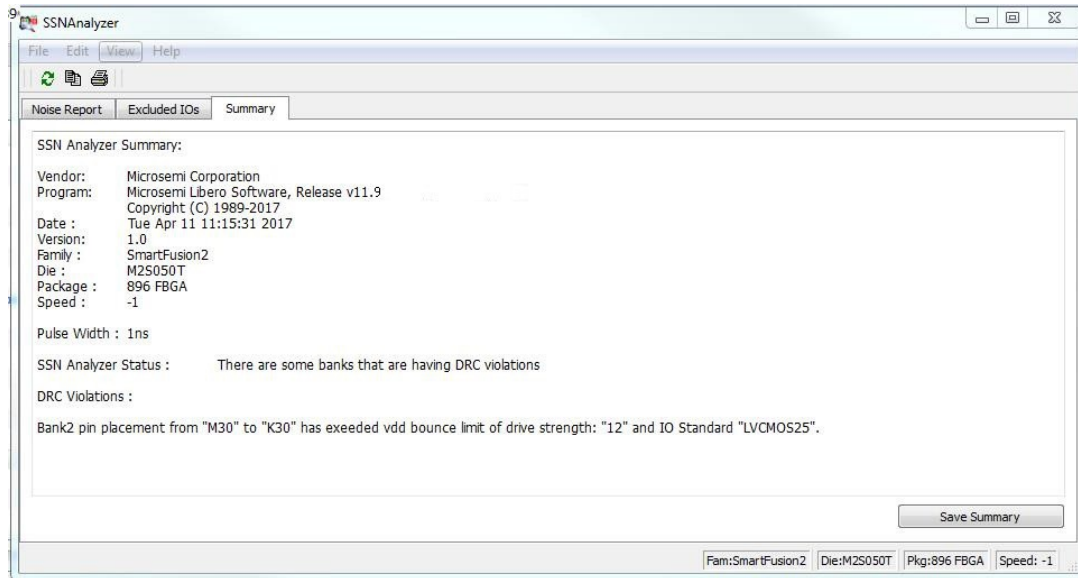 SSNAnalyzer
File Edit View Help
Noise Report Excluded IOs Summary
SSN Analyzer Summary:
Vendor: Microsemi Corporation
Program: Microsemi Libero Software, Release v11.9
Copyright (C) 1989-2017
Date : Tue Apr 11 11:15:31 2017
Version: 1.0
Family : SmartFusion2
Die : M2S050T
Package : 896 FBGA
Speed : -1
Pulse Width : 1ns
SSN Analyzer Status : There are some banks that are having DRC violations
DRC Violations :
Bank2 pin placement from "M30" to "K30" has exeeded vdd bounce limit of drive strength: "12" and IO Standard "LVCMOS25".
Save Summary
Fam:SmartFusion2 Die:M2S050T Pkg:896 FBGA Speed: -1